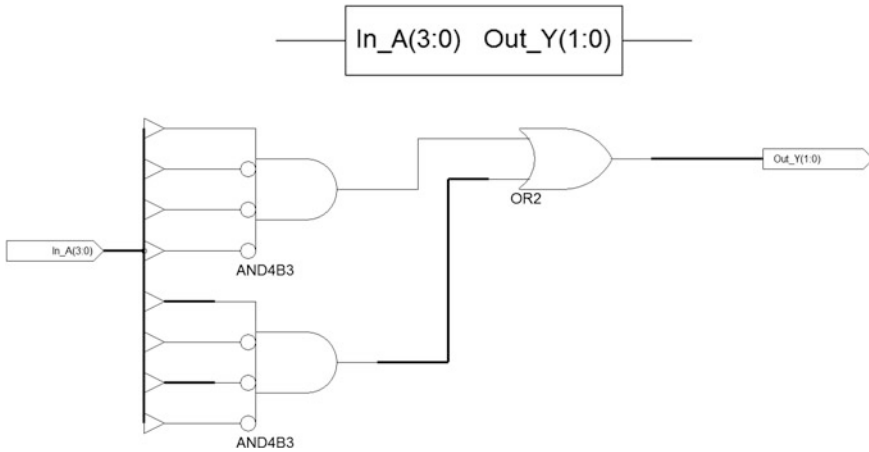 In_A(3:0) Out_Y(1:0)
Out_Y(1:0)
OR2
In_A(3:0)
AND4B3
AND4B3